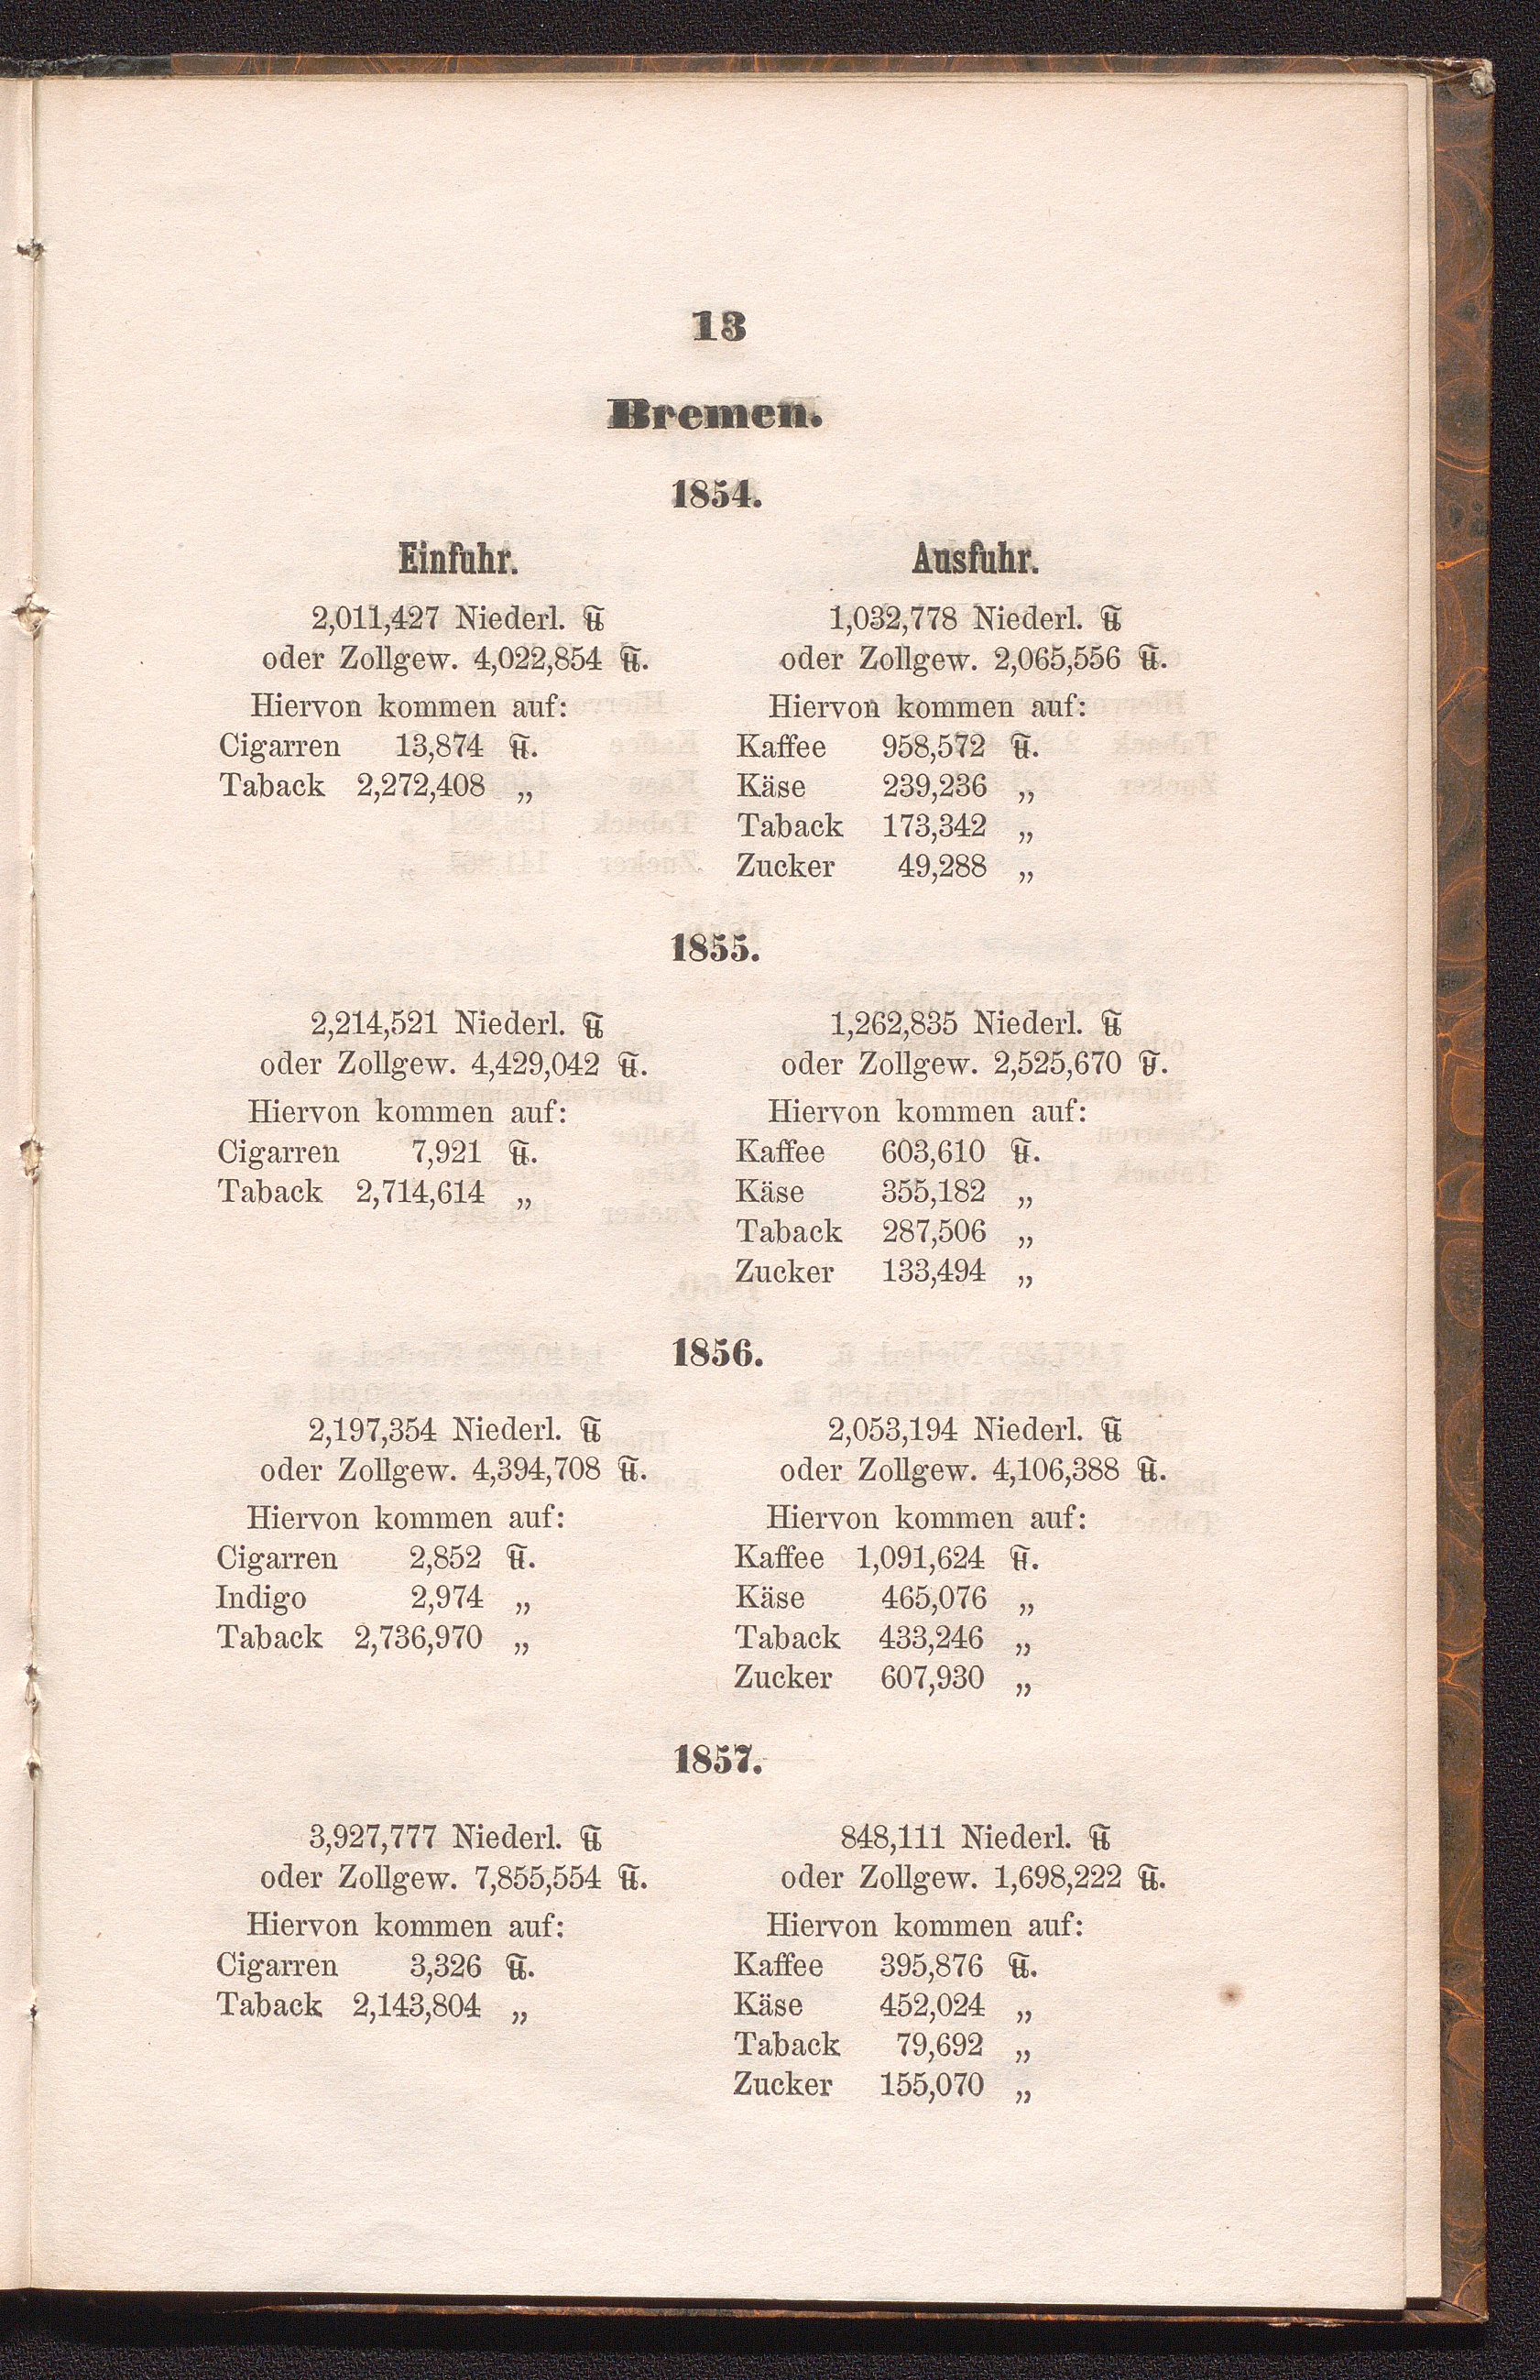 13
Bremen.
1854.
Einfuhr.
2,011,427 Niederl. ℔
oder Zollgew. 4,022,854 ℔.
Hiervon kommen auf:
Cigarren 13,874 ℔.
Taback 2,272,408 „
Ausfuhr.
1,032,778 Niederl. ℔
oder Zollgew. 2,065,556 ℔.
Hiervon kommen auf:
Kaffee 958,572 ℔.
Käse 239,236 „
Taback 173,342 „
Zucker 49,288 „
1855.
2,214,521 Niederl. ℔
oder Zollgew. 4,429,042 ℔.
Hiervon kommen auf:
Cigarren 7,921 ℔.
Taback 2,714,614 „
1,262,835 Niederl. ℔
oder Zollgew. 2,525,670 ℔.
Hiervon kommen auf:
Kaffee 603,610 ℔.
Käse 355,182 „
Taback 287,506 „
Zucker 133,494 „
1856.
2,197,354 Niederl. ℔
oder Zollgew. 4,394,708 ℔.
Hiervon kommen auf:
Cigarren 2,852 ℔.
Indigo 2,974 „
Taback 2,736,970 „
2,053,194 Niederl. ℔
oder Zollgew. 4,106,388 ℔.
Hiervon kommen auf:
Kaffee 1,091,624 ℔.
Käse 465,076 „
Taback 433,246 „
Zucker 607,930 „
1857.
3,927,777 Niederl. ℔
oder Zollgew. 7,855,554 ℔.
Hiervon kommen auf:
Cigarren 3,326 ℔.
Taback 2,143,804 „
848,111 Niederl. ℔
oder Zollgew. 1,698,222 ℔.
Hiervon kommen auf:
Kaffee 395,876 ℔.
Käse 452,024 „
Taback 79,692 „
Zucker 155,070 „